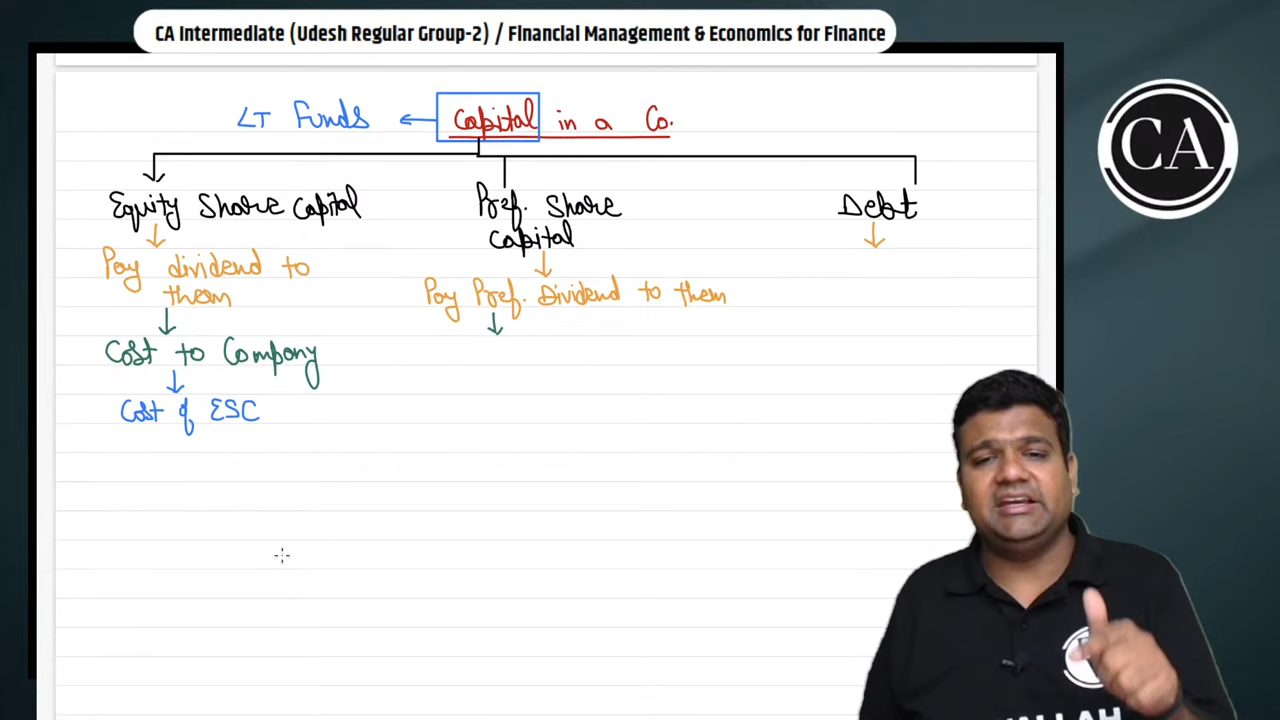 CA Intermediate (Udesh Regular Group-2) / Financial Management & Economics for Finance
LT Funds ← Capital in a Co.
Equity Share Capital
Pref. Share
Capital
Debt
Pay dividend to
them
Pay Pref. Dividend to them
Cost to Company
Cost of ESC
CA
WALLAH